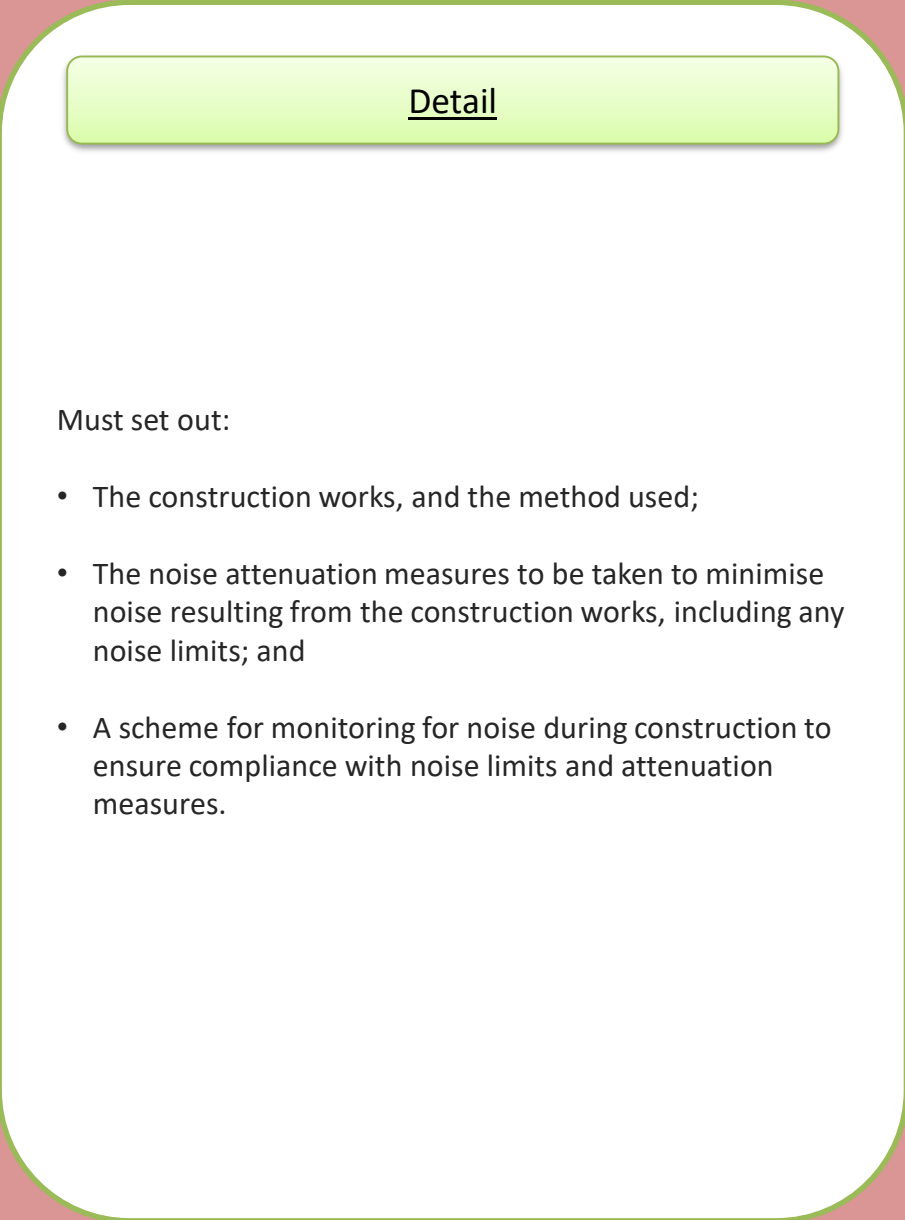 Detail
Must set out:
• The construction works, and the method used;
• The noise attenuation measures to be taken to minimise
noise resulting from the construction works, including any
noise limits; and
• A scheme for monitoring for noise during construction to
ensure compliance with noise limits and attenuation
measures.